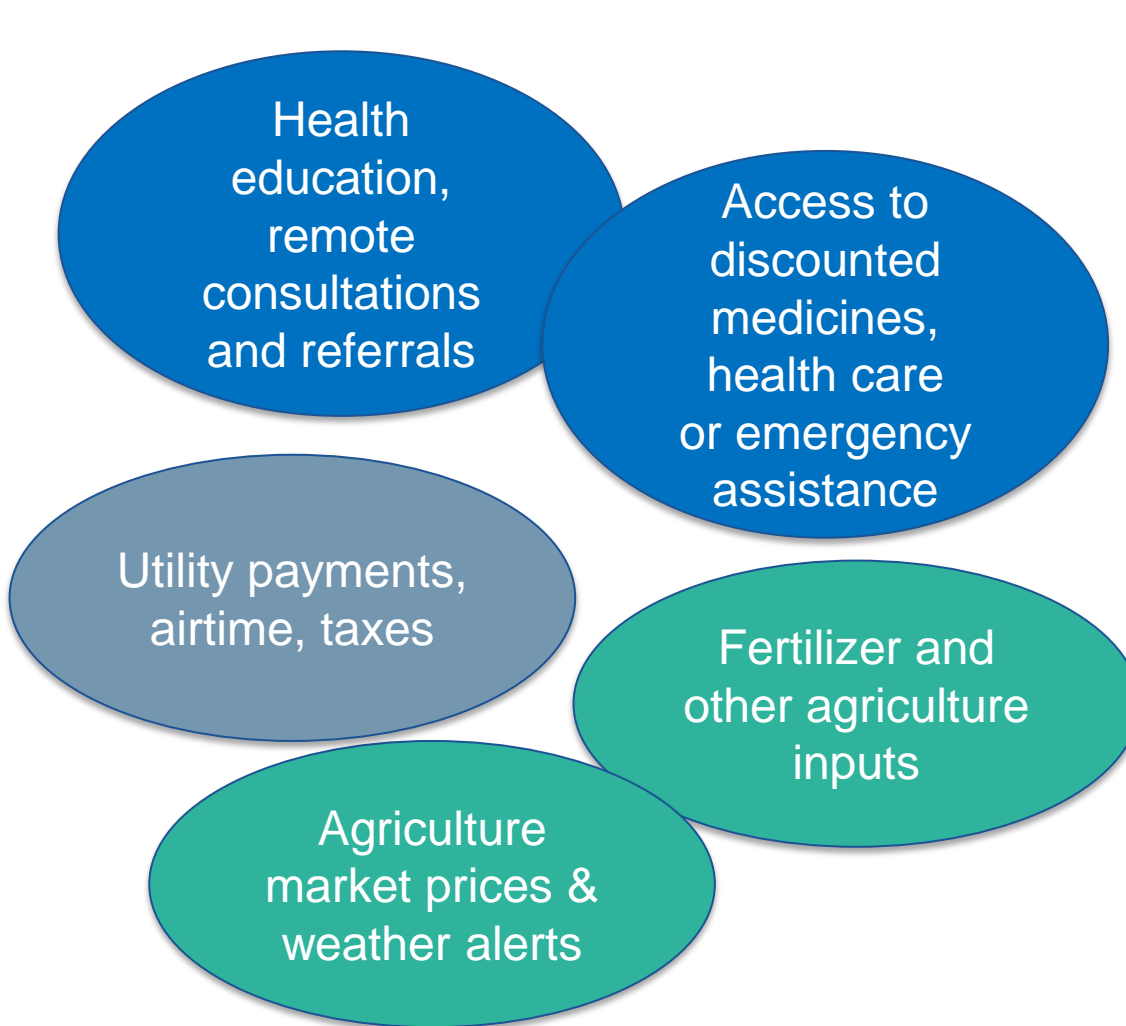 Health
education,
remote
consultations
and referrals
Access to
discounted
medicines,
health care
or emergency
assistance
Utility payments,
airtime, taxes
Fertilizer and
other agriculture
inputs
Agriculture
market prices &
weather alerts